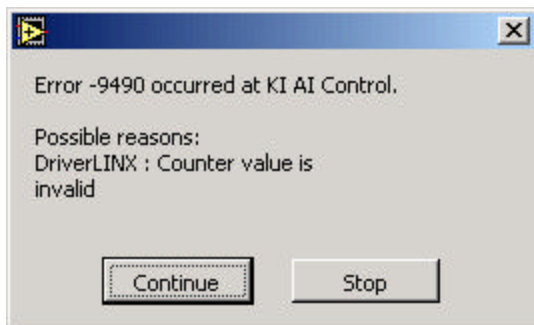 Error -9490 occurred at KI AI Control.
Possible reasons:
DriverLINX : Counter value is
invalid
Continue Stop